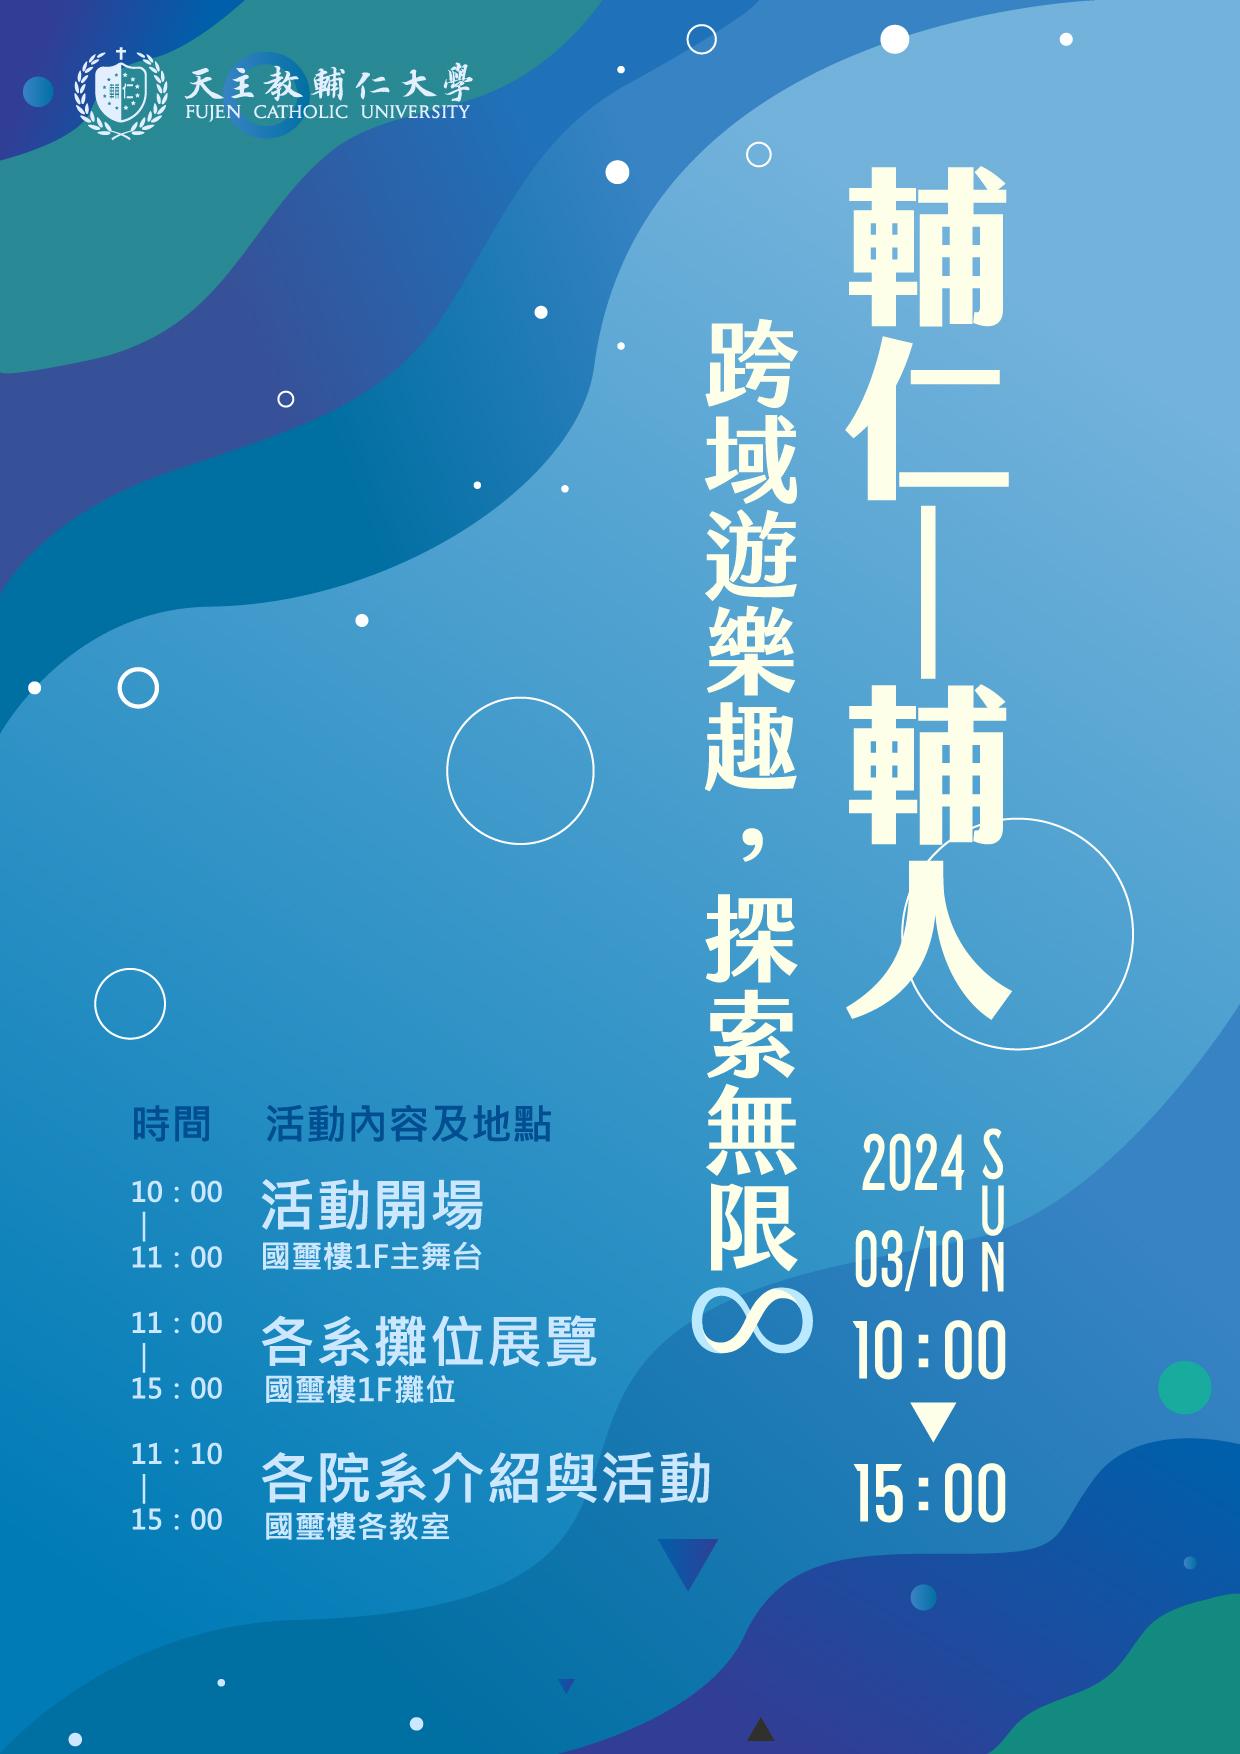 天主教輔仁大學
FUJEN CATHOLIC UNIVERSITY
輔仁—輔人
跨域遊樂趣，探索無限
∞
2024 SUN
03/10
10:00
15:00
時間 活動內容及地點
10：00
|
11：00
活動開場
國璽樓1F主舞台
11：00
|
15：00
各系攤位展覽
國璽樓1F攤位
11：10
|
15：00
各院系介紹與活動
國璽樓各教室